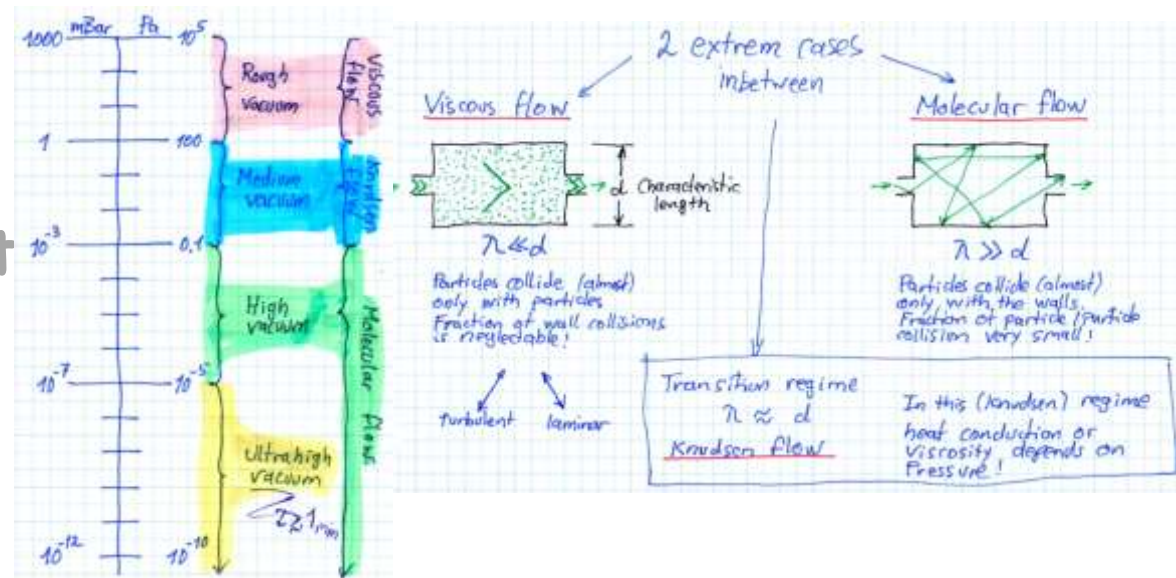 mBar Pa
1000 10⁵
1 100
10⁻³ 0,1
10⁻⁷ 10⁻⁵
10⁻¹² 10⁻¹⁰
Rough
vacuum
Viscous
flow
Medium
vacuum
Knudsen
flow
High
vacuum
Molecular flow
Ultrahigh
vacuum
t
2 extrem cases
inbetween
Viscous flow
d Characteristic
length
λ ≪ d
Particles collide (almost)
only with particles
Fraction of wall collisions
is neglectable!
turbulent laminar
Molecular flow
λ ≫ d
Particles collide (almost)
only with the walls.
Fraction of particle/particle
collision very small!
Transition regime
λ ≈ d
Knudsen flow
In this (knudsen) regime
heat conduction or
viscosity depends on
Pressure!